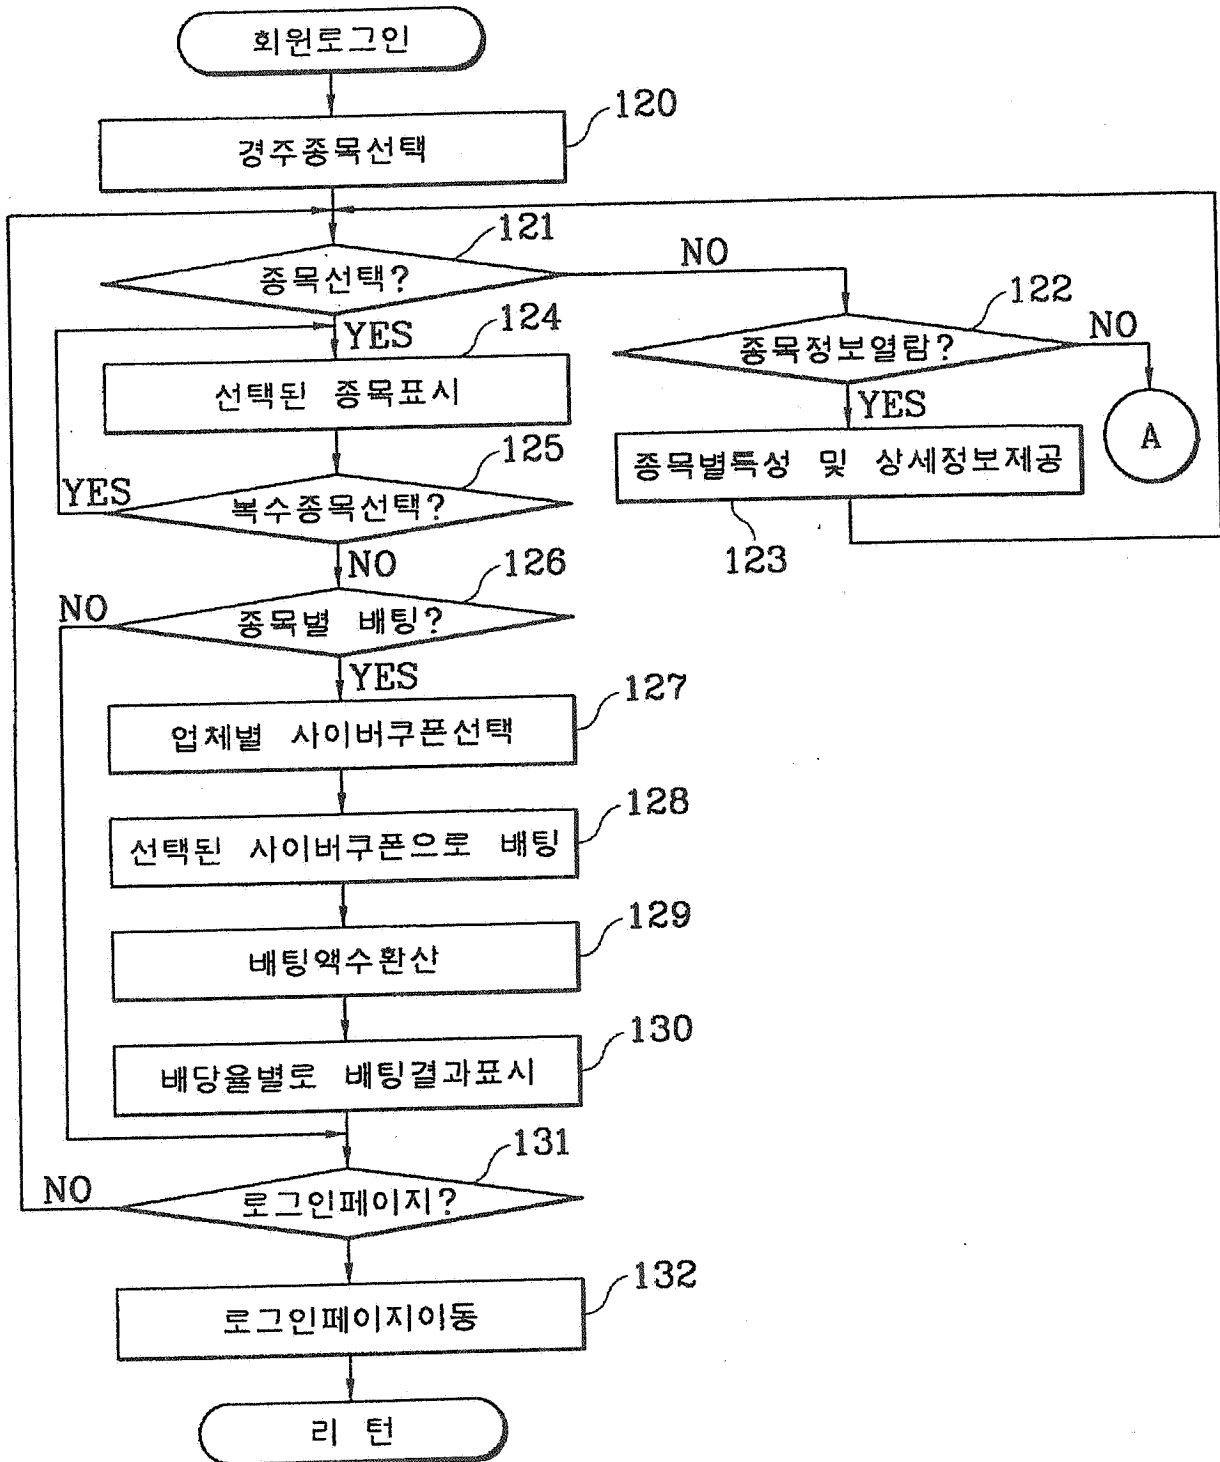 회원로그인
120
경주종목선택
121
종목선택?
NO
122
종목정보열람?
NO
YES
124
선택된 종목표시
YES
A
종목별특성 및 상세정보제공
123
125
YES
복수종목선택?
NO
126
NO
종목별 배팅?
YES
127
업체별 사이버쿠폰선택
128
선택된 사이버쿠폰으로 배팅
129
배팅액수환산
130
배당율별로 배팅결과표시
131
NO
로그인페이지?
132
로그인페이지이동
리 턴